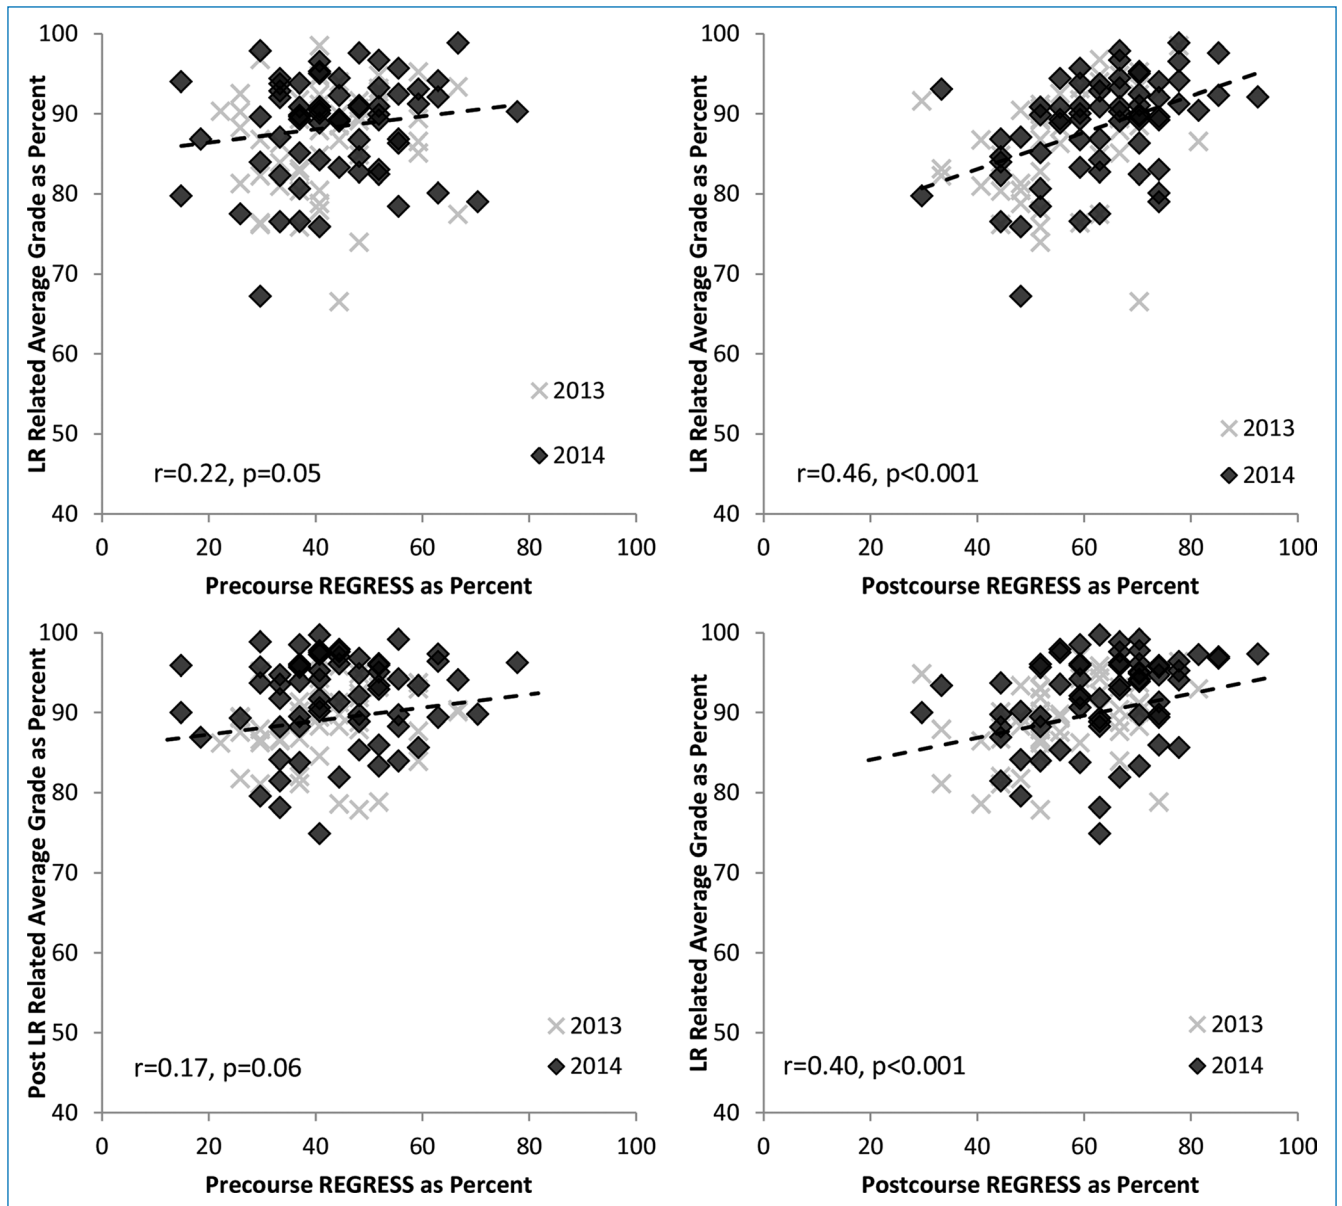 LR Related Average Grade as Percent
100
90
80
70
60
50
40
2013
2014
r=0.22, p=0.05
0 20 40 60 80 100
Precourse REGRESS as Percent
LR Related Average Grade as Percent
100
90
80
70
60
50
40
2013
2014
r=0.46, p<0.001
0 20 40 60 80 100
Postcourse REGRESS as Percent
Post LR Related Average Grade as Percent
100
90
80
70
60
50
40
2013
2014
r=0.17, p=0.06
0 20 40 60 80 100
Precourse REGRESS as Percent
LR Related Average Grade as Percent
100
90
80
70
60
50
40
2013
2014
r=0.40, p<0.001
0 20 40 60 80 100
Postcourse REGRESS as Percent